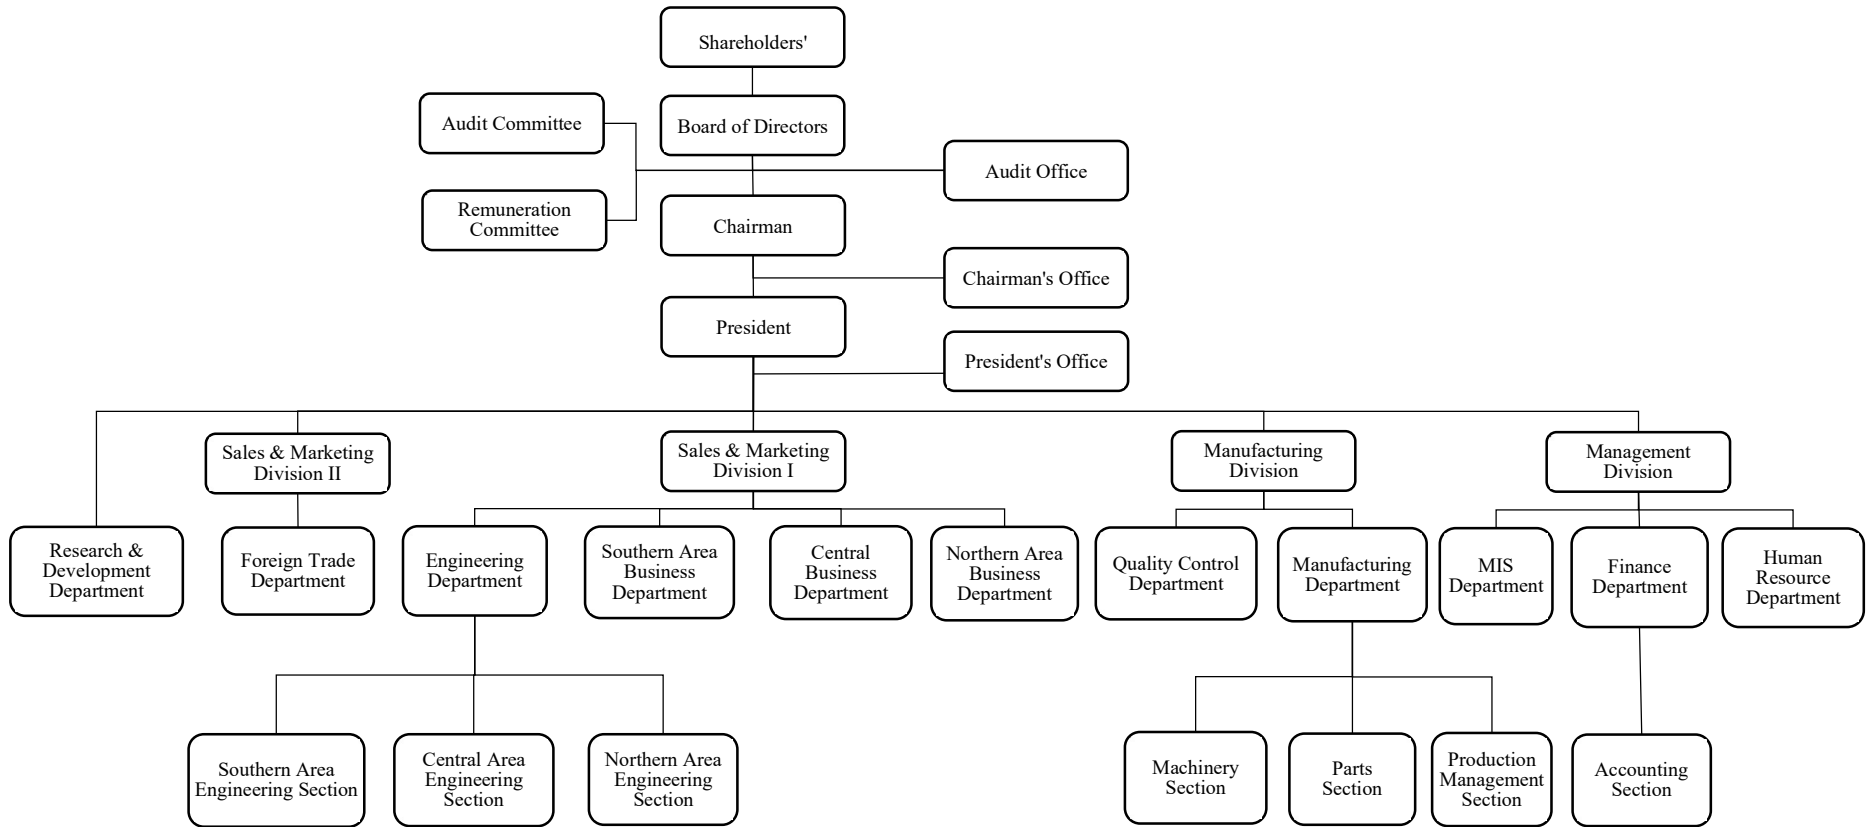 Shareholders'
Audit Committee
Board of Directors
Audit Office
Remuneration
Committee
Chairman
Chairman's Office
President
President's Office
Sales & Marketing
Division II
Sales & Marketing
Division I
Manufacturing
Division
Management
Division
Research &
Development
Department
Foreign Trade
Department
Engineering
Department
Southern Area
Business
Department
Central
Business
Department
Northern Area
Business
Department
Quality Control
Department
Manufacturing
Department
MIS
Department
Finance
Department
Human
Resource
Department
Southern Area
Engineering Section
Central Area
Engineering
Section
Northern Area
Engineering
Section
Machinery
Section
Parts
Section
Production
Management
Section
Accounting
Section